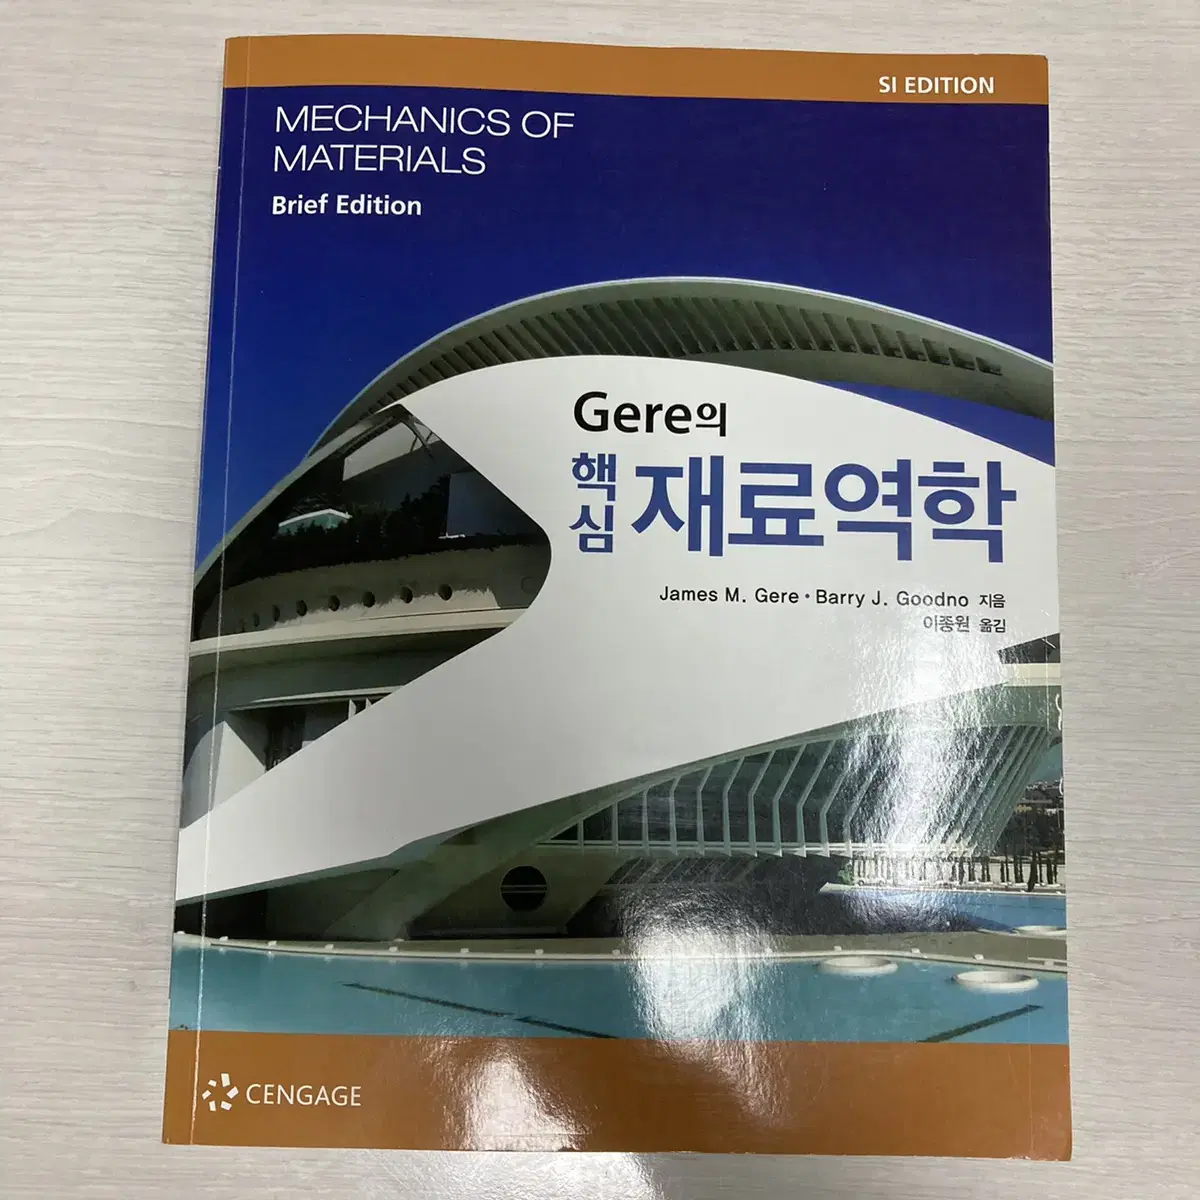 SI EDITION
MECHANICS OF
MATERIALS
Brief Edition
Gere의
핵심 재료역학
James M. Gere • Barry J. Goodno 지음
이종원 옮김
CENGAGE